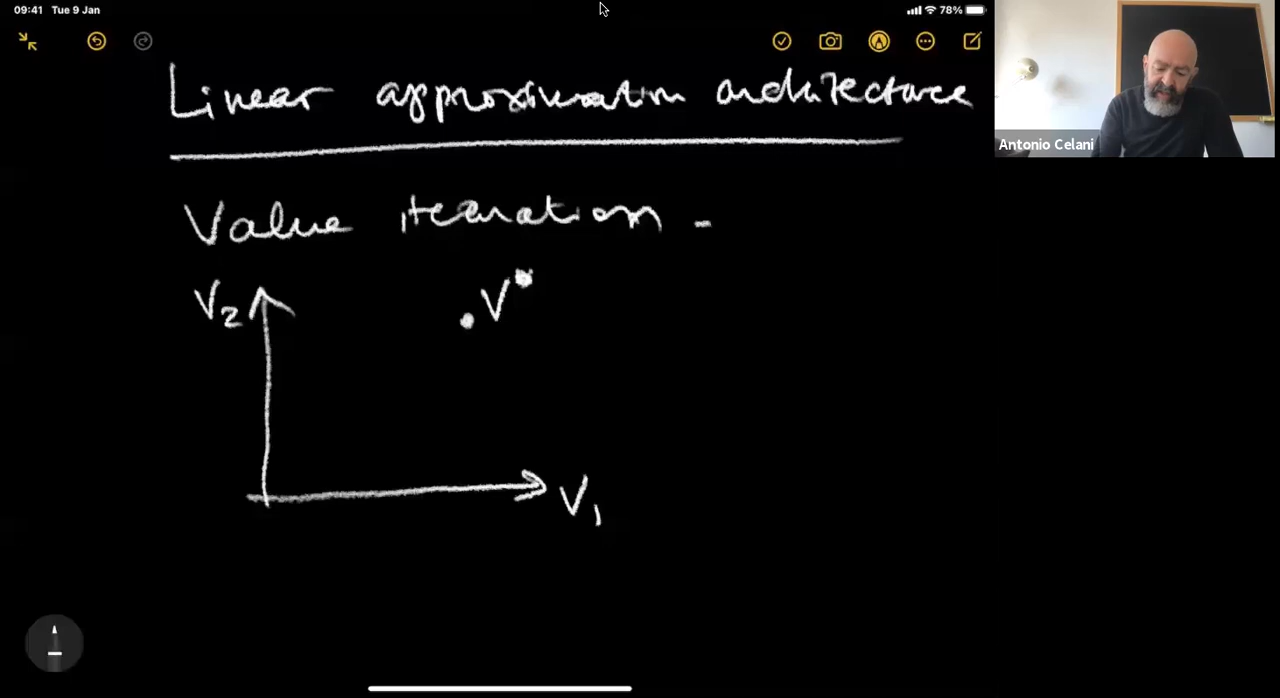 09:41 Tue 9 Jan
78%
Linear approximation architecture
Antonio Celani
Value iteration -
V2
V*
V1